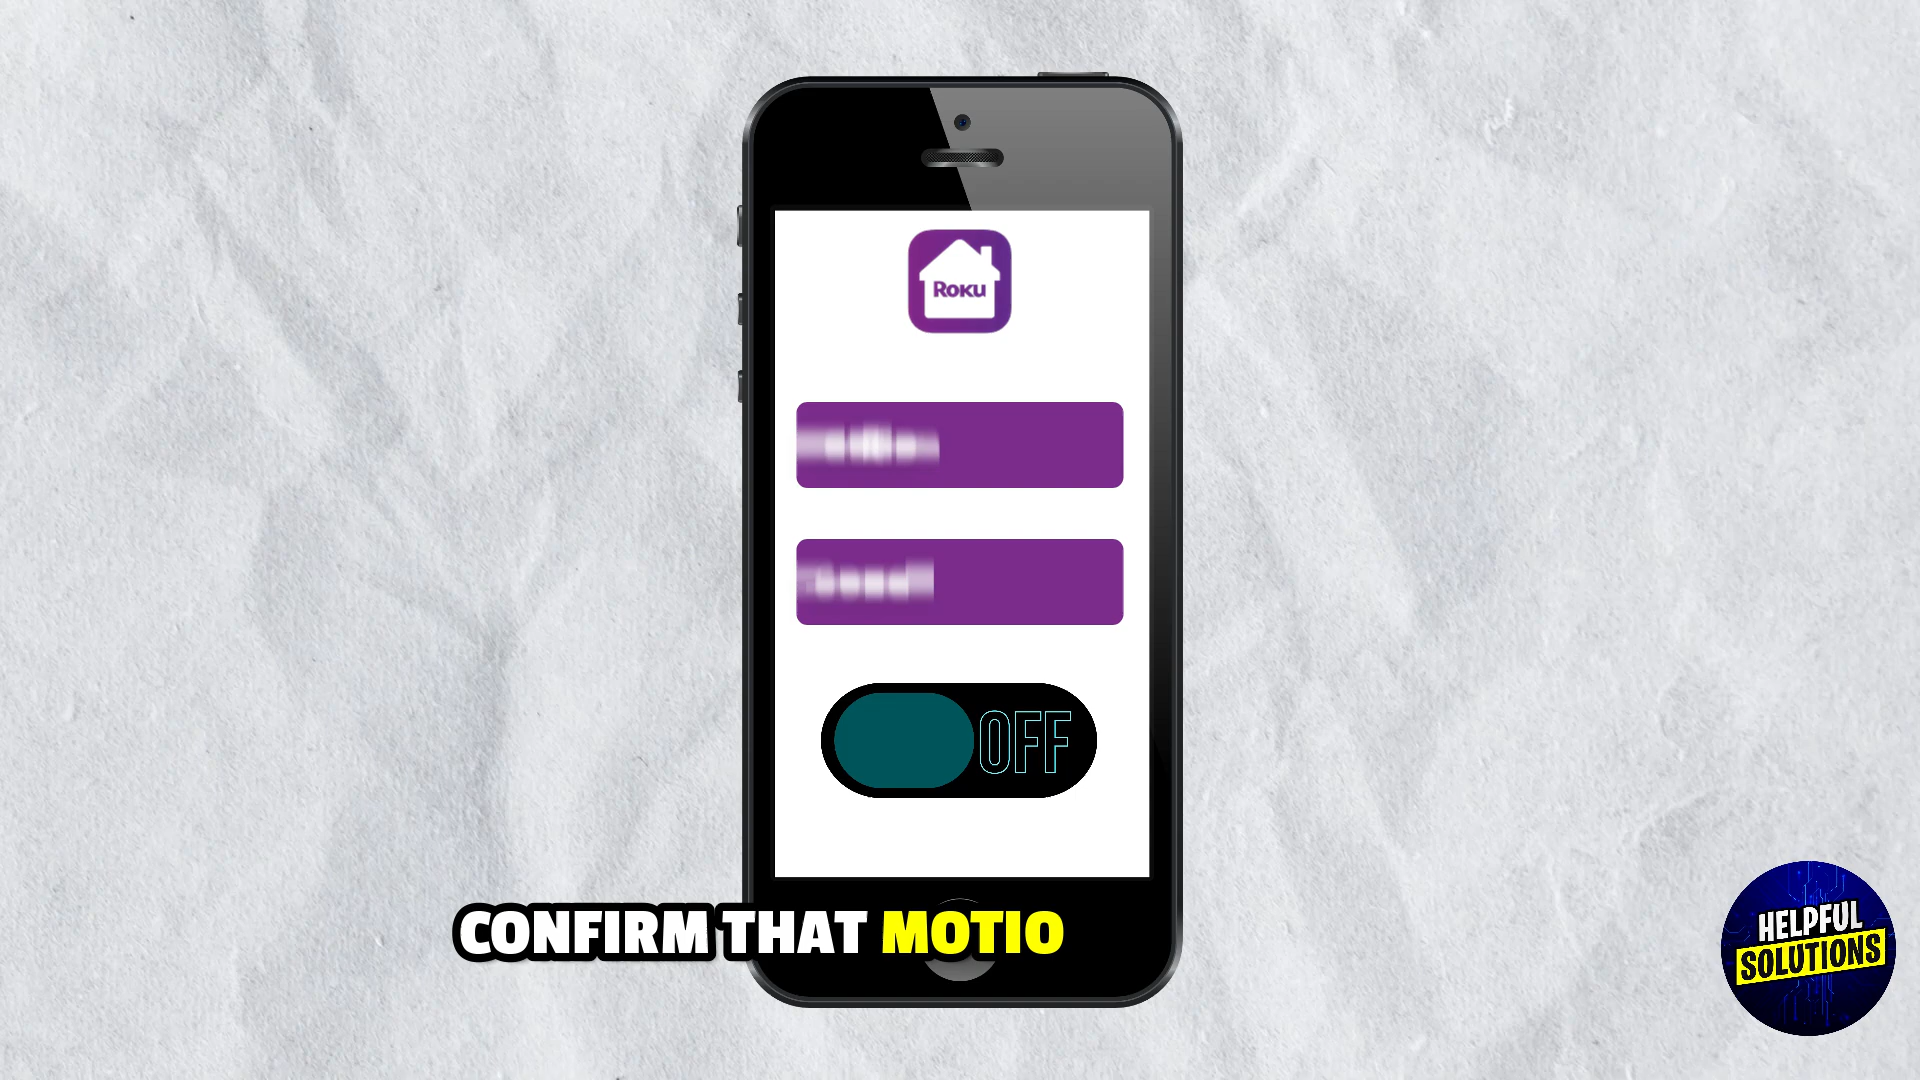 Roku
OFF
CONFIRM THAT MOTIO
HELPFUL
SOLUTIONS